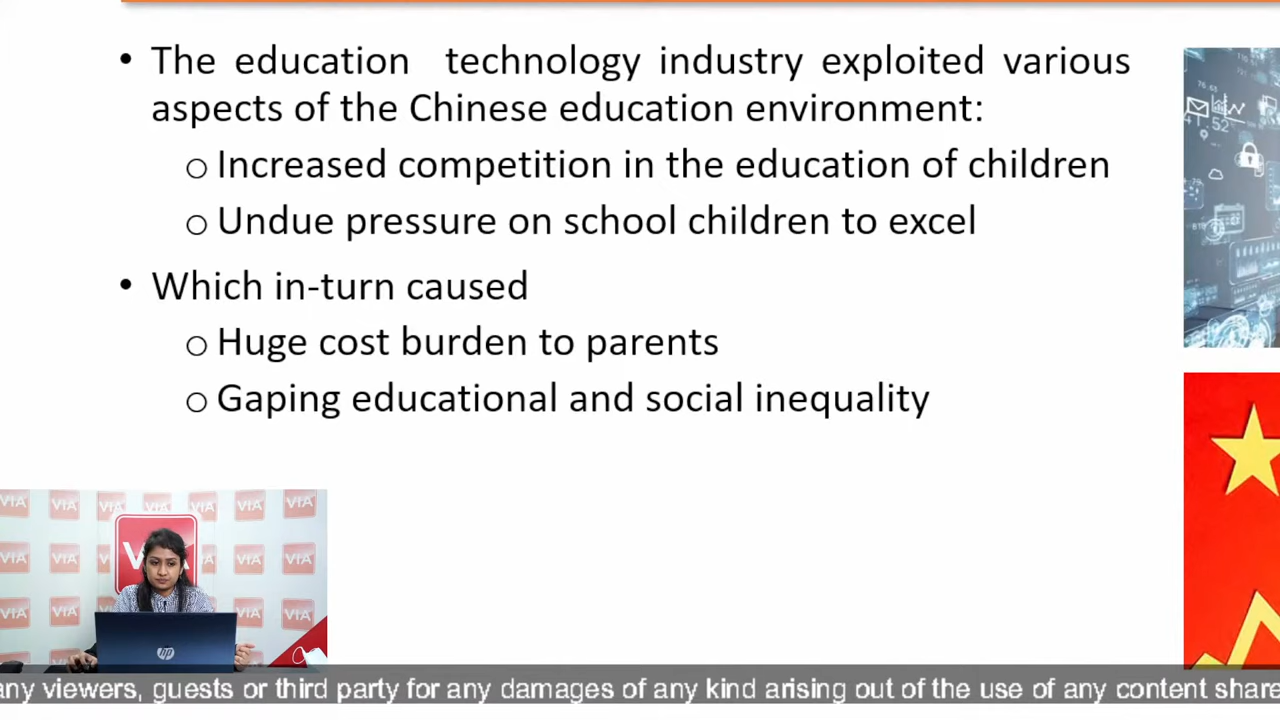 • The education technology industry exploited various
aspects of the Chinese education environment:
o Increased competition in the education of children
o Undue pressure on school children to excel
• Which in-turn caused
o Huge cost burden to parents
o Gaping educational and social inequality
VIA
hp
any viewers, guests or third party for any damages of any kind arising out of the use of any content share